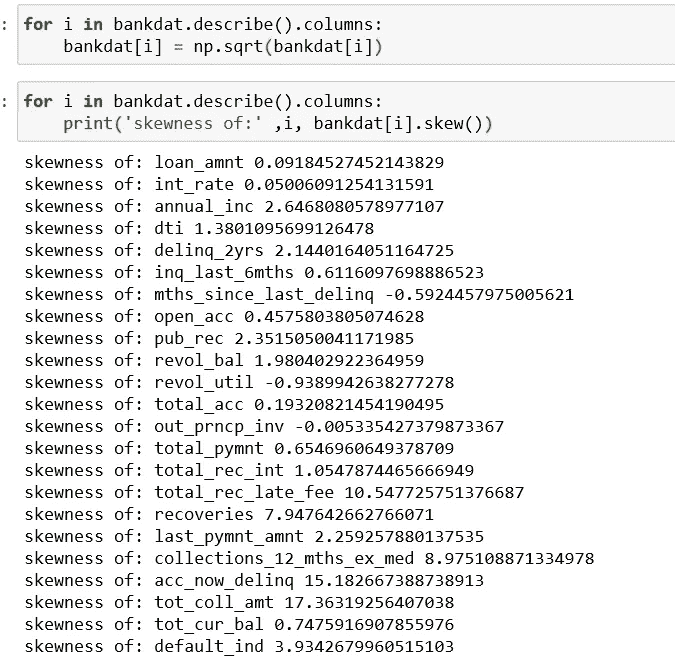 : for i in bankdat.describe().columns:
    bankdat[i] = np.sqrt(bankdat[i])
: for i in bankdat.describe().columns:
    print('skewness of:' ,i, bankdat[i].skew())
skewness of: loan_amnt 0.09184527452143829
skewness of: int_rate 0.05006091254131591
skewness of: annual_inc 2.6468080578977107
skewness of: dti 1.3801095699126478
skewness of: delinq_2yrs 2.1440164051164725
skewness of: inq_last_6mths 0.6116097698886523
skewness of: mths_since_last_delinq -0.5924457975005621
skewness of: open_acc 0.4575803805074628
skewness of: pub_rec 2.3515050041171985
skewness of: revol_bal 1.980402922364959
skewness of: revol_util -0.9389942638277278
skewness of: total_acc 0.19320821454190495
skewness of: out_prncp_inv -0.005335427379873367
skewness of: total_pymnt 0.6546960649378709
skewness of: total_rec_int 1.0547874465666949
skewness of: total_rec_late_fee 10.547725751376687
skewness of: recoveries 7.947642662766071
skewness of: last_pymnt_amnt 2.259257880137535
skewness of: collections_12_mths_ex_med 8.975108871334978
skewness of: acc_now_delinq 15.182667388738913
skewness of: tot_coll_amt 17.36319256407038
skewness of: tot_cur_bal 0.7475916907855976
skewness of: default_ind 3.9342679960515103